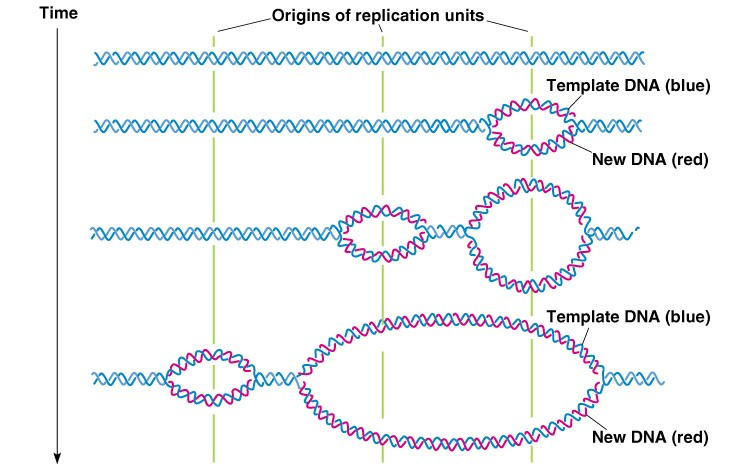 Time
Origins of replication units
Template DNA (blue)
New DNA (red)
Template DNA (blue)
New DNA (red)